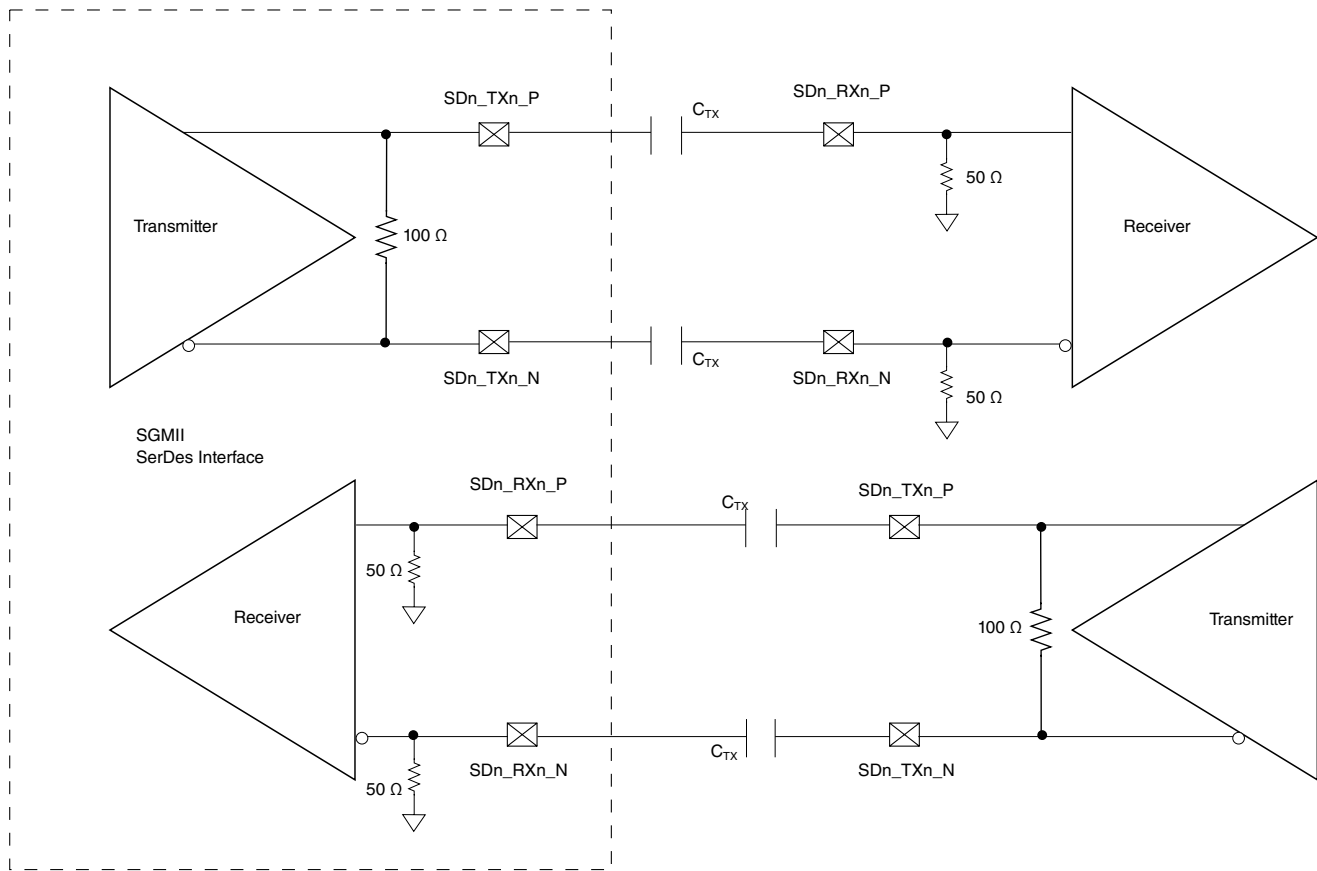 SDn_TXn_P
C_TX
SDn_RXn_P
50 Ω
Transmitter
100 Ω
Receiver
SDn_TXn_N
C_TX
SDn_RXn_N
50 Ω
SGMII
SerDes Interface
SDn_RXn_P
C_TX
SDn_TXn_P
50 Ω
Receiver
100 Ω
Transmitter
50 Ω
SDn_RXn_N
C_TX
SDn_TXn_N